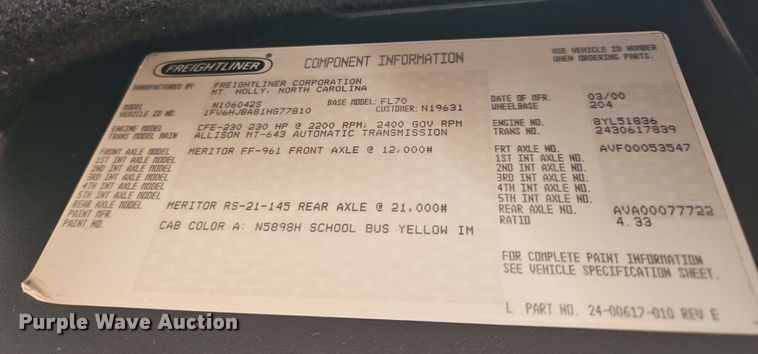 FREIGHTLINER ® COMPONENT INFORMATION
USE VEHICLE ID NUMBER
WHEN ORDERING PARTS.
MANUFACTURED BY FREIGHTLINER CORPORATION
MT. HOLLY, NORTH CAROLINA
MODEL N106042S BASE MODEL: FL70 DATE OF MFR. 03/00
VEHICLE ID NO. 1FV6HJBA81HG77810 CUSTOMER: N19631 WHEELBASE 204
ENGINE MODEL CFE-230 230 HP @ 2200 RPM; 2400 GOV RPM ENGINE NO. 8YL51836
TRANS MODEL MAIN ALLISON MT-643 AUTOMATIC TRANSMISSION TRANS NO. 2430617839
FRONT AXLE MODEL MERITOR FF-961 FRONT AXLE @ 12,000# FRT AXLE NO. AVF00053547
1ST INT AXLE MODEL 1ST INT AXLE NO.
2ND INT AXLE MODEL 2ND INT AXLE NO.
3RD INT AXLE MODEL 3RD INT AXLE NO.
4TH INT AXLE MODEL 4TH INT AXLE NO.
5TH INT AXLE MODEL 5TH INT AXLE NO.
REAR AXLE MODEL MERITOR RS-21-145 REAR AXLE @ 21,000# REAR AXLE NO. AVA00077722
PAINT MFR. RATIO 4.33
PAINT NO. CAB COLOR A: N5898H SCHOOL BUS YELLOW IM
FOR COMPLETE PAINT INFORMATION
SEE VEHICLE SPECIFICATION SHEET.
L PART NO. 24-00617-010 REV E
Purple Wave Auction